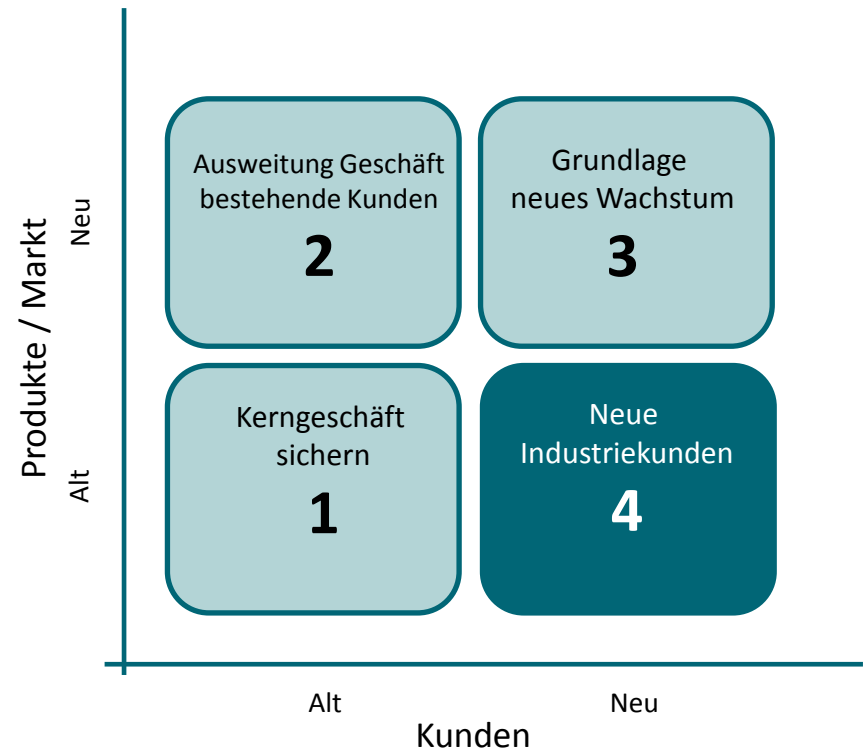 Produkte / Markt
Neu
Alt
Ausweitung Geschäft
bestehende Kunden
2
Grundlage
neues Wachstum
3
Kerngeschäft
sichern
1
Neue
Industriekunden
4
Alt
Neu
Kunden